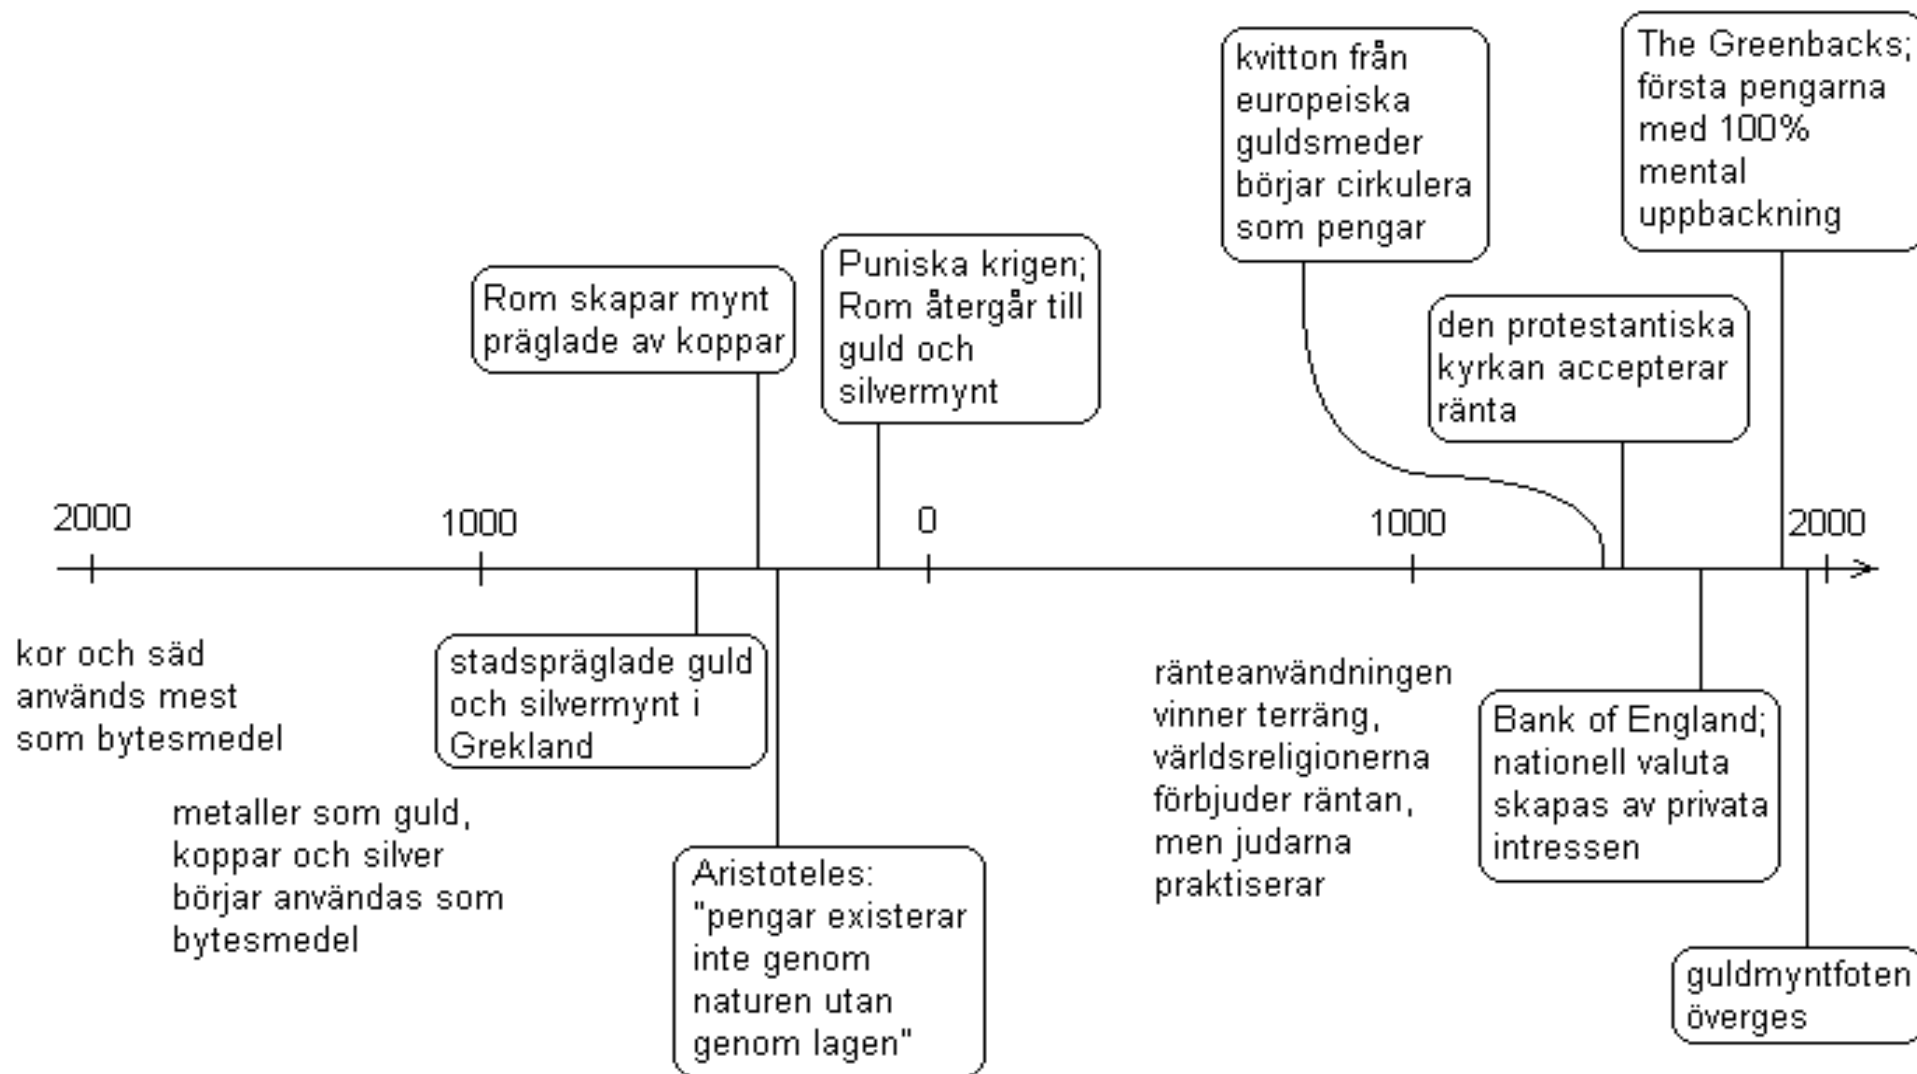 kvitton från
europeiska
guldsmeder
börjar cirkulera
som pengar
The Greenbacks;
första pengarna
med 100%
mental
uppbackning
Rom skapar mynt
präglade av koppar
Puniska krigen;
Rom återgår till
guld och
silvermynt
den protestantiska
kyrkan accepterar
ränta
2000
1000
0
1000
2000
kor och säd
används mest
som bytesmedel
stadspräglade guld
och silvermynt i
Grekland
metaller som guld,
koppar och silver
börjar användas som
bytesmedel
Aristoteles:
"pengar existerar
inte genom
naturen utan
genom lagen"
ränteanvändningen
vinner terräng,
världsreligionerna
förbjuder räntan,
men judarna
praktiserar
Bank of England;
nationell valuta
skapas av privata
intressen
guldmyntfoten
överges